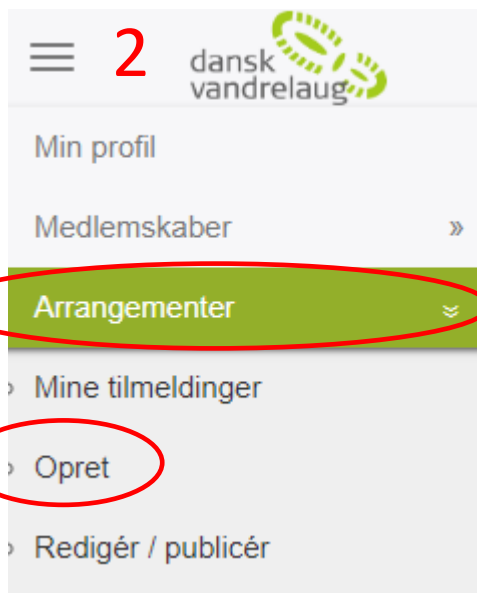 2
dansk
vandrelaug
Min profil
Medlemskaber »
Arrangementer
Mine tilmeldinger
Opret
Redigér / publicér